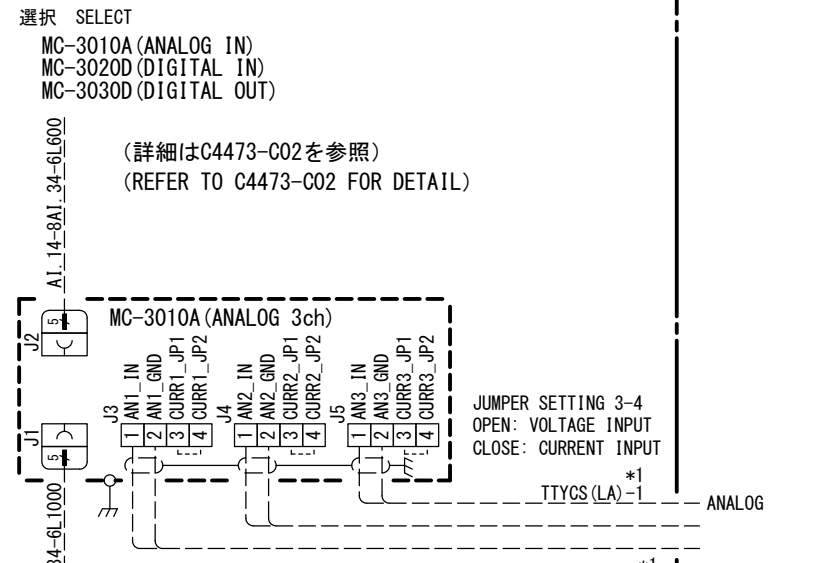 選択 SELECT
MC-3010A(ANALOG IN)
MC-3020D(DIGITAL IN)
MC-3030D(DIGITAL OUT)
(詳細はC4473-C02を参照)
(REFER TO C4473-C02 FOR DETAIL)
AI.14-8AI.34-6L600
MC-3010A(ANALOG 3ch)
J2
5
J1
5
J3
AN1_IN
AN1_GND
CURR1_JP1
CURR1_JP2
1 2 3 4
J4
AN2_IN
AN2_GND
CURR2_JP1
CURR2_JP2
1 2 3 4
J5
AN3_IN
AN3_GND
CURR3_JP1
CURR3_JP2
1 2 3 4
JUMPER SETTING 3-4
OPEN: VOLTAGE INPUT
CLOSE: CURRENT INPUT
*1
TTYCS(LA)-1
ANALOG
34-6L1000
*1